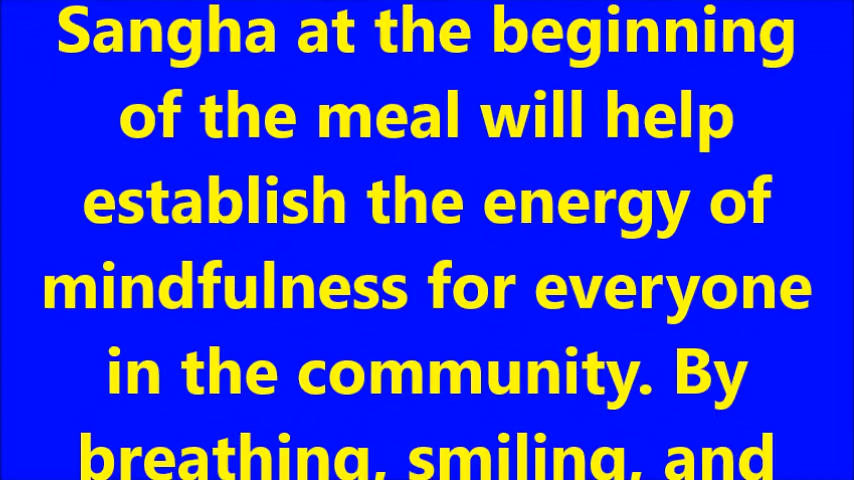 Sangha at the beginning
of the meal will help
establish the energy of
mindfulness for everyone
in the community. By
breathing, smiling, and